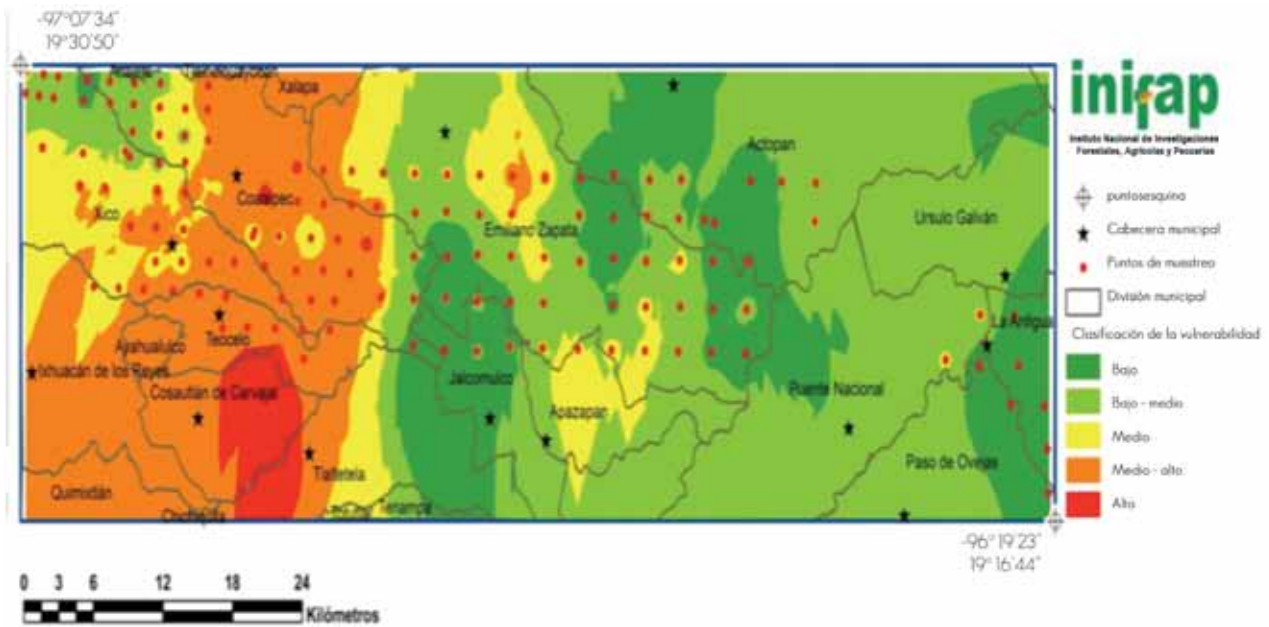 -97°07'34"
19°30'50"
Xalapa
Actopan
Coatepec
Xico
Ursulo Galván
Emiliano Zapata
La Antigua
Teocelo
Ayahualulco
Ixhuacán de los Reyes
Jalcomulco
Cosautlán de Carvajal
Puente Nacional
Apazapan
Tlaltetela
Paso de Ovejas
Quimixtlán
Tenampa
inifap
Instituto Nacional de Investigaciones
Forestales, Agrícolas y Pecuarias
puntosesquina
Cabecera municipal
Puntos de muestreo
División municipal
Clasificación de la vulnerabilidad
Bajo
Bajo - medio
Medio
Medio - alto
Alto
-96°19'23"
19°16'44"
0 3 6 12 18 24
Kilómetros